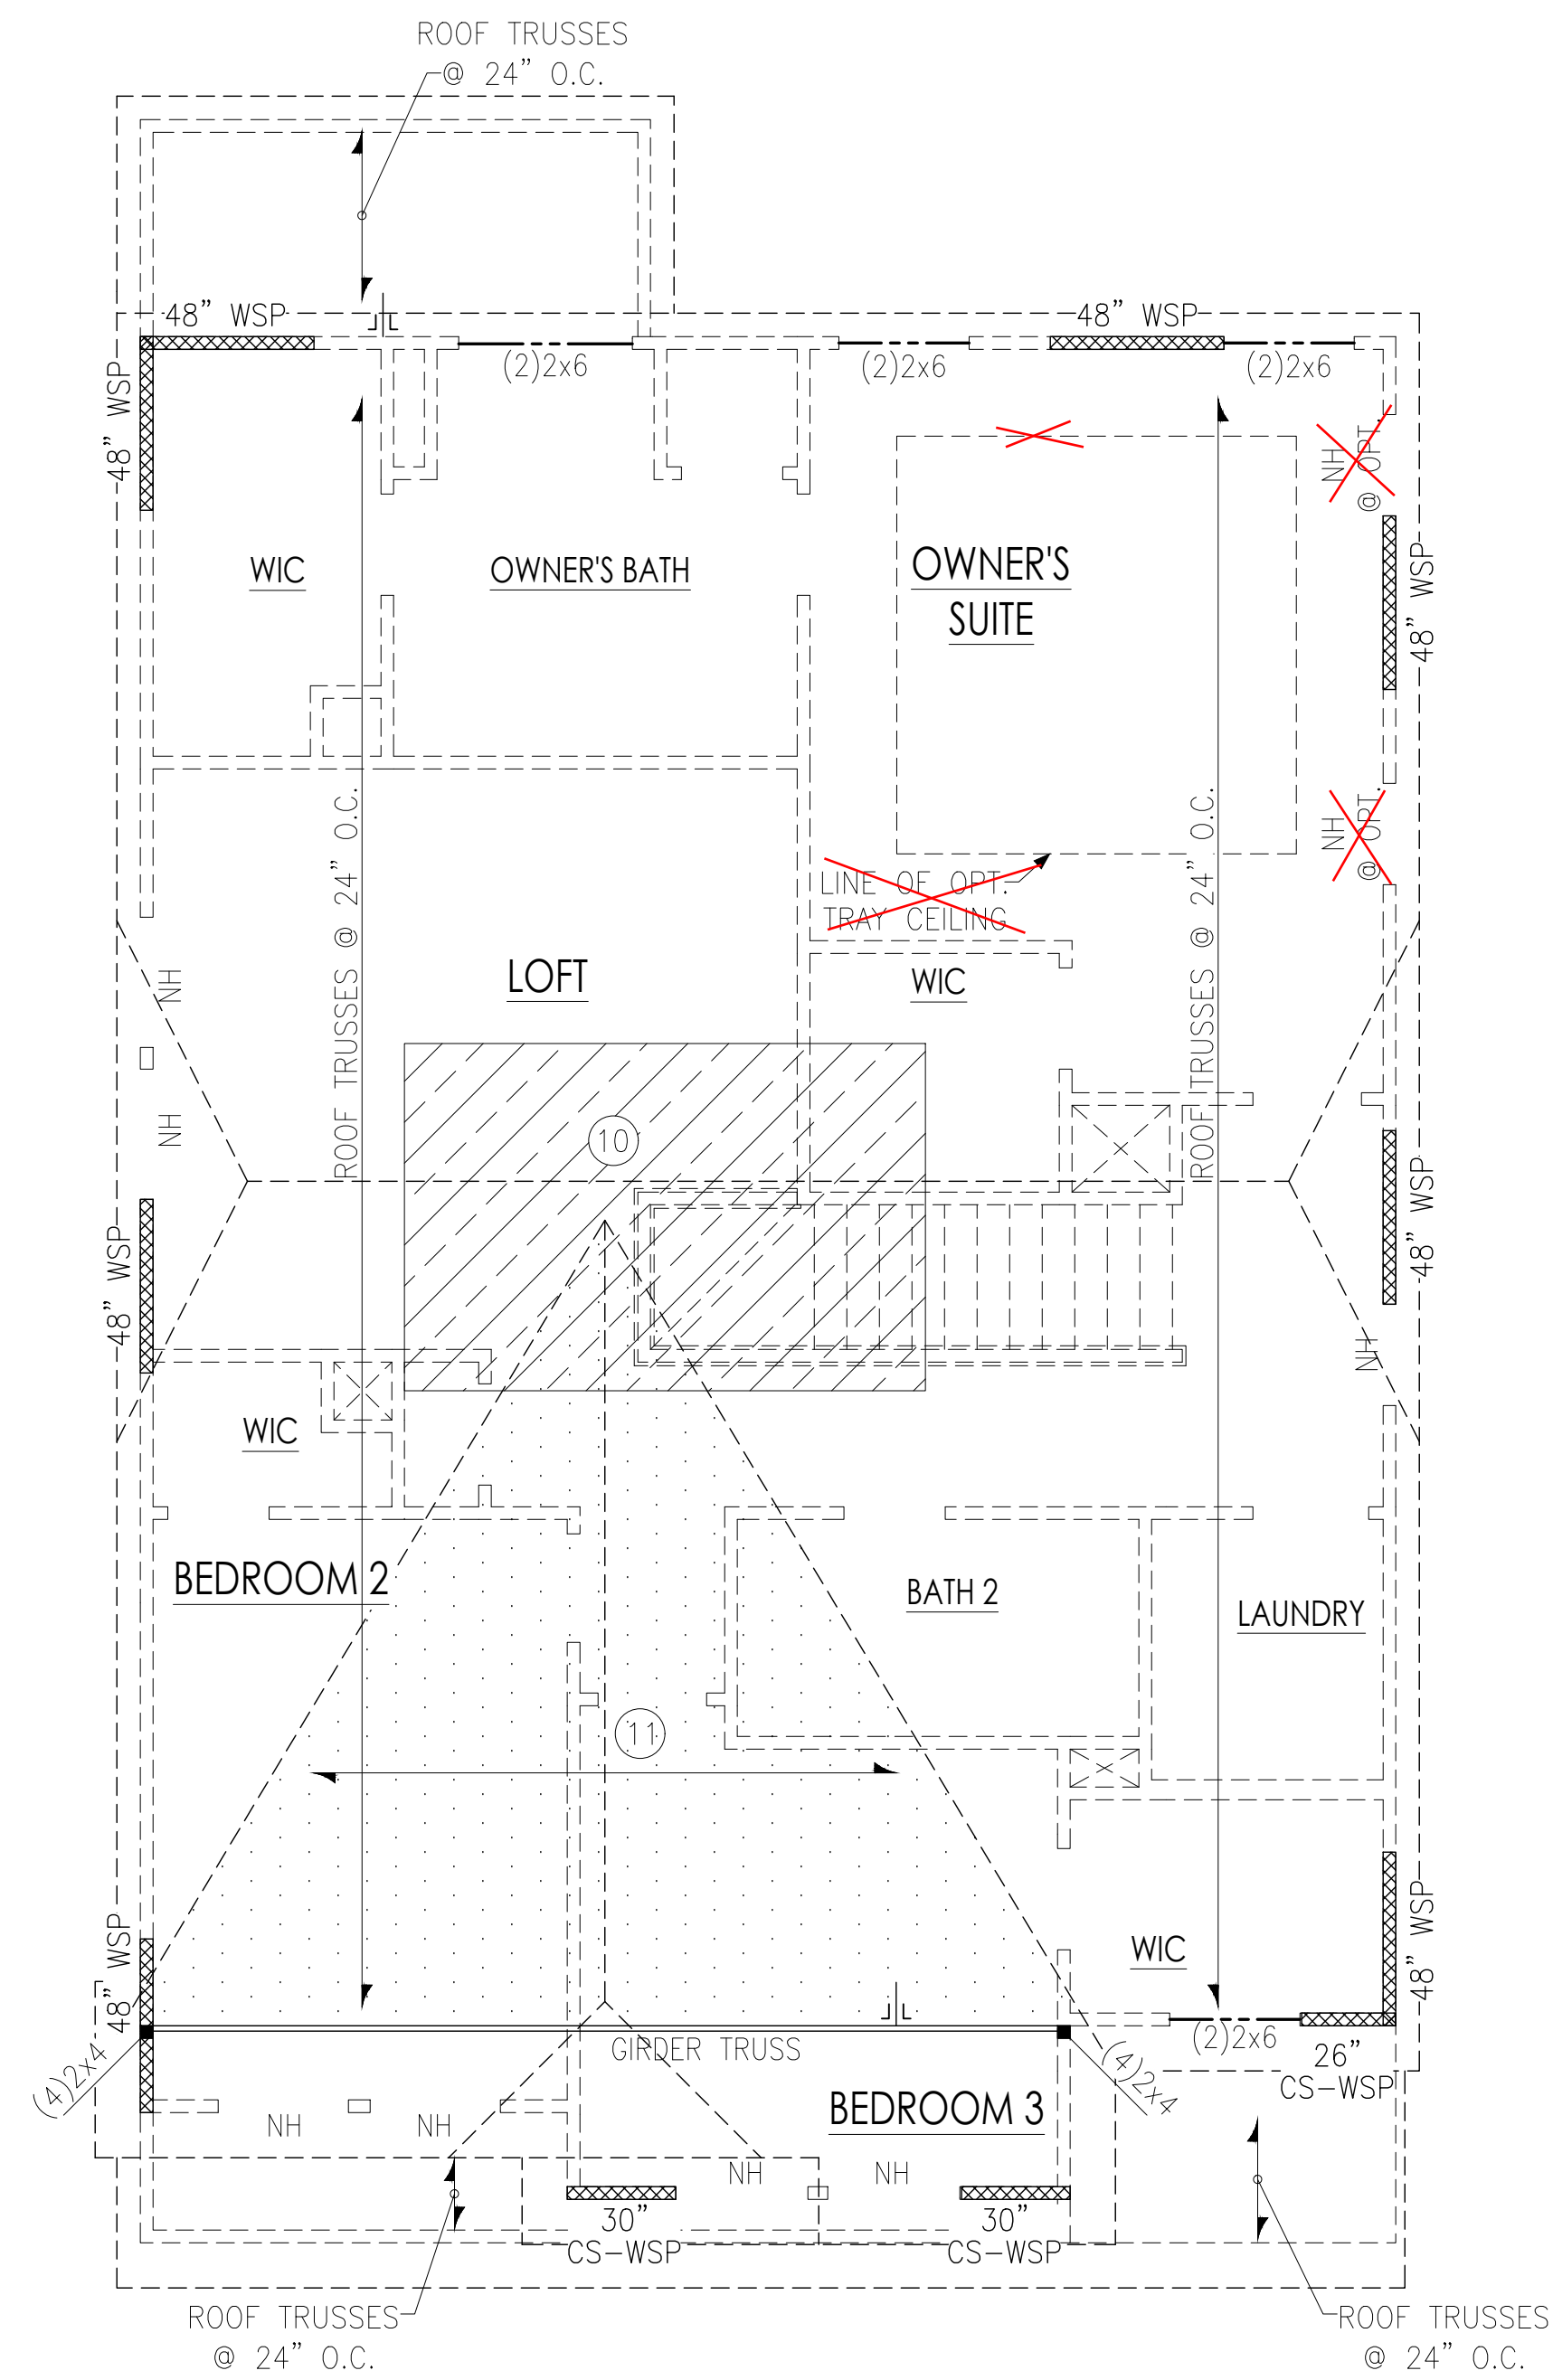 ROOF TRUSSES
@ 24” O.C.
48” WSP
48” WSP
48” WSP
(2)2x6
(2)2x6
(2)2x6
NH
@ OPT.
WIC
OWNER'S BATH
OWNER'S
SUITE
48” WSP
ROOF TRUSSES @ 24” O.C.
ROOF TRUSSES @ 24” O.C.
NH
@ OPT.
LINE OF OPT.
TRAY CEILING
LOFT
WIC
NH
NH
10
48” WSP
48” WSP
NH
WIC
BEDROOM 2
BATH 2
LAUNDRY
11
48” WSP
48” WSP
WIC
GIRDER TRUSS
(2)2x6
26”
CS-WSP
(4)2x4
(4)2x4
BEDROOM 3
NH
NH
NH
NH
30”
CS-WSP
30”
CS-WSP
ROOF TRUSSES
@ 24” O.C.
ROOF TRUSSES
@ 24” O.C.